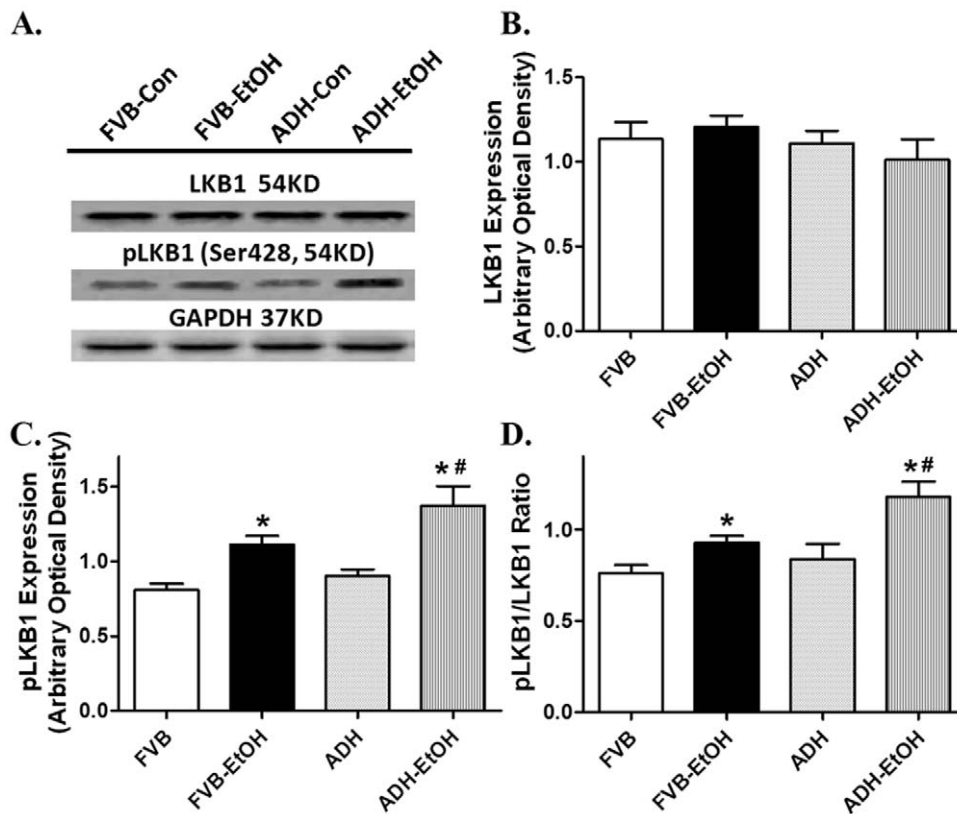 A.
FVB-Con FVB-EtOH ADH-Con ADH-EtOH
LKB1 54KD
pLKB1 (Ser428, 54KD)
GAPDH 37KD
B.
LKB1 Expression
(Arbitrary Optical Density)
1.5
1.0
0.5
0.0
FVB FVB-EtOH ADH ADH-EtOH
C.
pLKB1 Expression
(Arbitrary Optical Density)
1.5
1.0
0.5
0.0
*
* #
FVB FVB-EtOH ADH ADH-EtOH
D.
pLKB1/LKB1 Ratio
1.0
0.5
0.0
*
*#
FVB FVB-EtOH ADH ADH-EtOH